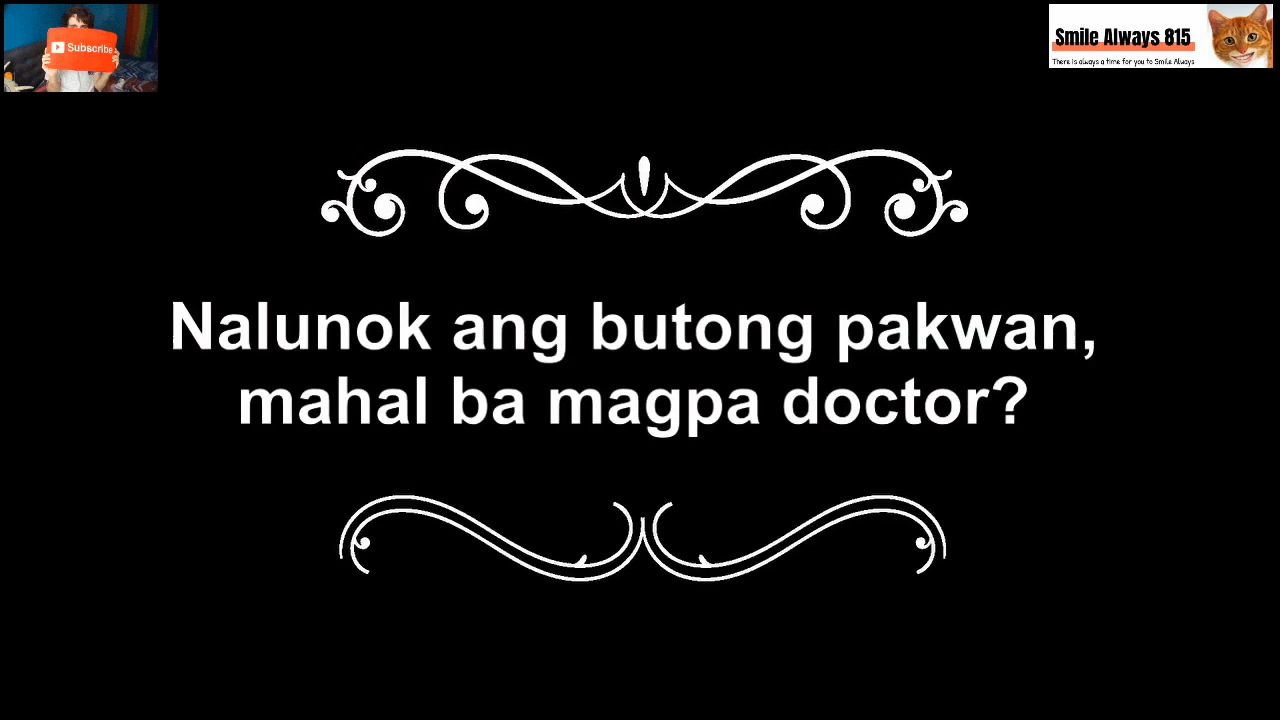 Subscribe
Smile Always 815
There is always a time for you to Smile Always
Nalunok ang butong pakwan,
mahal ba magpa doctor?